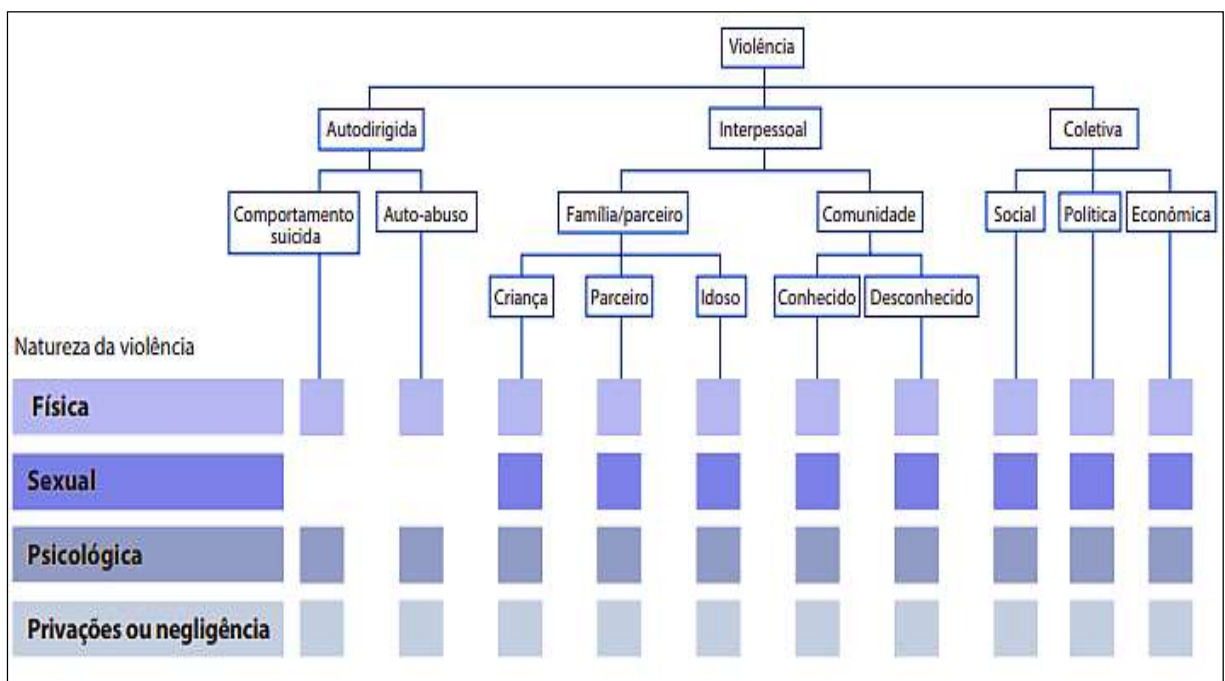 Violência
Autodirigida
Interpessoal
Coletiva
Comportamento
suicida
Auto-abuso
Família/parceiro
Comunidade
Social
Política
Econômica
Criança
Parceiro
Idoso
Conhecido
Desconhecido
Natureza da violência
Física
Sexual
Psicológica
Privações ou negligência